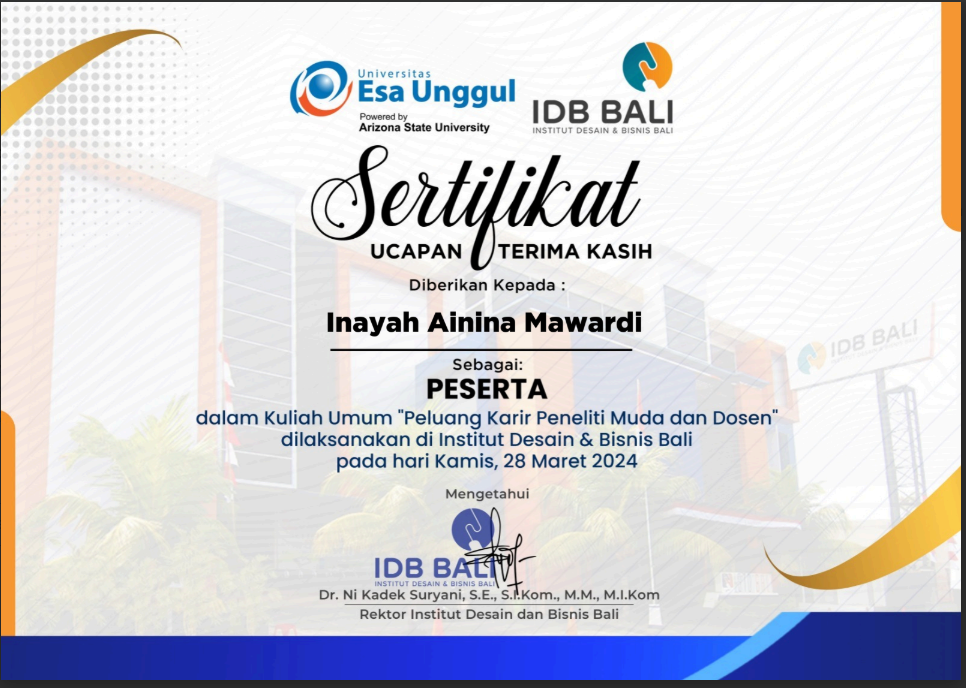 Universitas
Esa Unggul
Powered by
Arizona State University
IDB BALI
INSTITUT DESAIN & BISNIS BALI
Sertifikat
UCAPAN TERIMA KASIH
Diberikan Kepada :
Inayah Ainina Mawardi
Sebagai:
PESERTA
dalam Kuliah Umum "Peluang Karir Peneliti Muda dan Dosen"
dilaksanakan di Institut Desain & Bisnis Bali
pada hari Kamis, 28 Maret 2024
IDB BALI
Mengetahui
IDB BALI
INSTITUT DESAIN & BISNIS BALI
Dr. Ni Kadek Suryani, S.E., S.I.Kom., M.M., M.I.Kom
Rektor Institut Desain dan Bisnis Bali